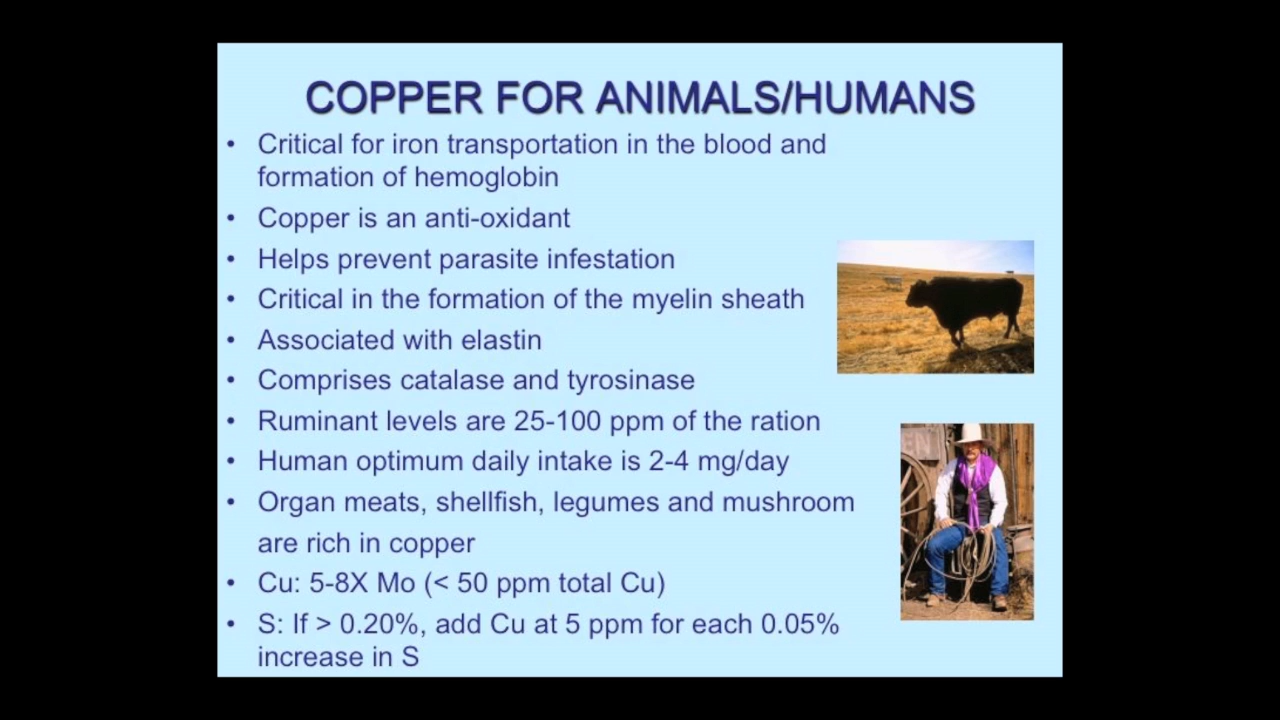 COPPER FOR ANIMALS/HUMANS
• Critical for iron transportation in the blood and
formation of hemoglobin
• Copper is an anti-oxidant
• Helps prevent parasite infestation
• Critical in the formation of the myelin sheath
• Associated with elastin
• Comprises catalase and tyrosinase
• Ruminant levels are 25-100 ppm of the ration
• Human optimum daily intake is 2-4 mg/day
• Organ meats, shellfish, legumes and mushroom
are rich in copper
• Cu: 5-8X Mo (< 50 ppm total Cu)
• S: If > 0.20%, add Cu at 5 ppm for each 0.05%
increase in S